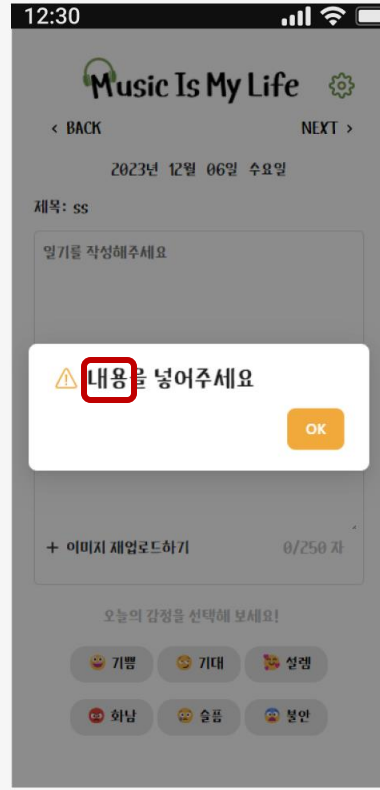 12:30
Music Is My Life
< BACK NEXT >
2023년 12월 06일 수요일
제목: ss
일기를 작성해주세요
내용을 넣어주세요
OK
+ 이미지 재업로드하기 0/250 자
오늘의 감정을 선택해 보세요!
기쁨 기대 설렘
화남 슬픔 불안